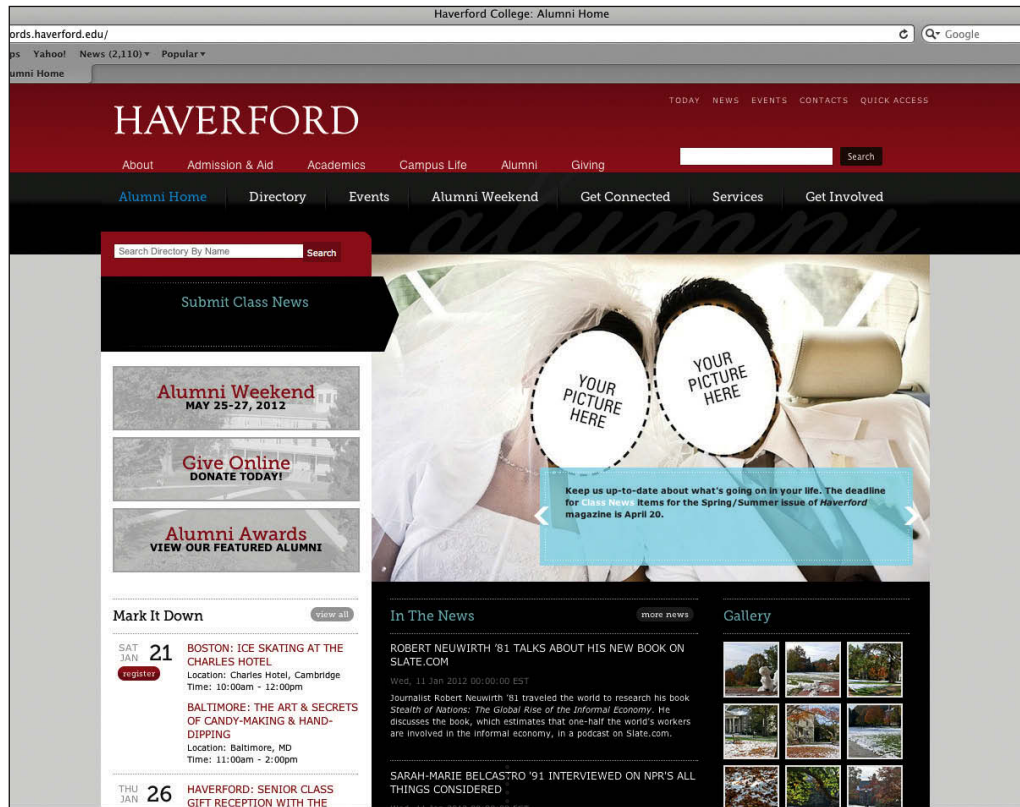 Haverford College: Alumni Home
ords.haverford.edu/
Google
ps Yahoo! News (2,110) Popular
umni Home
TODAY NEWS EVENTS CONTACTS QUICK ACCESS
HAVERFORD
About Admission & Aid Academics Campus Life Alumni Giving
Search
Alumni Home Directory Events Alumni Weekend Get Connected Services Get Involved
alumni
Search Directory By Name Search
Submit Class News
YOUR
PICTURE
HERE
YOUR
PICTURE
HERE
Alumni Weekend
MAY 25-27, 2012
Give Online
DONATE TODAY!
Alumni Awards
VIEW OUR FEATURED ALUMNI
Keep us up-to-date about what's going on in your life. The deadline
for Class News items for the Spring/Summer issue of Haverford
magazine is April 20.
Mark It Down view all
SAT
JAN 21
register
BOSTON: ICE SKATING AT THE
CHARLES HOTEL
Location: Charles Hotel, Cambridge
Time: 10:00am - 12:00pm
BALTIMORE: THE ART & SECRETS
OF CANDY-MAKING & HAND-
DIPPING
Location: Baltimore, MD
Time: 11:00am - 2:00pm
THU
JAN 26
HAVERFORD: SENIOR CLASS
GIFT RECEPTION WITH THE
In The News more news
ROBERT NEUWIRTH '81 TALKS ABOUT HIS NEW BOOK ON
SLATE.COM
Wed, 11 Jan 2012 00:00:00 EST
Journalist Robert Neuwirth '81 traveled the world to research his book
Stealth of Nations: The Global Rise of the Informal Economy. He
discusses the book, which estimates that one-half the world's workers
are involved in the informal economy, in a podcast on Slate.com.
SARAH-MARIE BELCASTRO '91 INTERVIEWED ON NPR'S ALL
THINGS CONSIDERED
Gallery